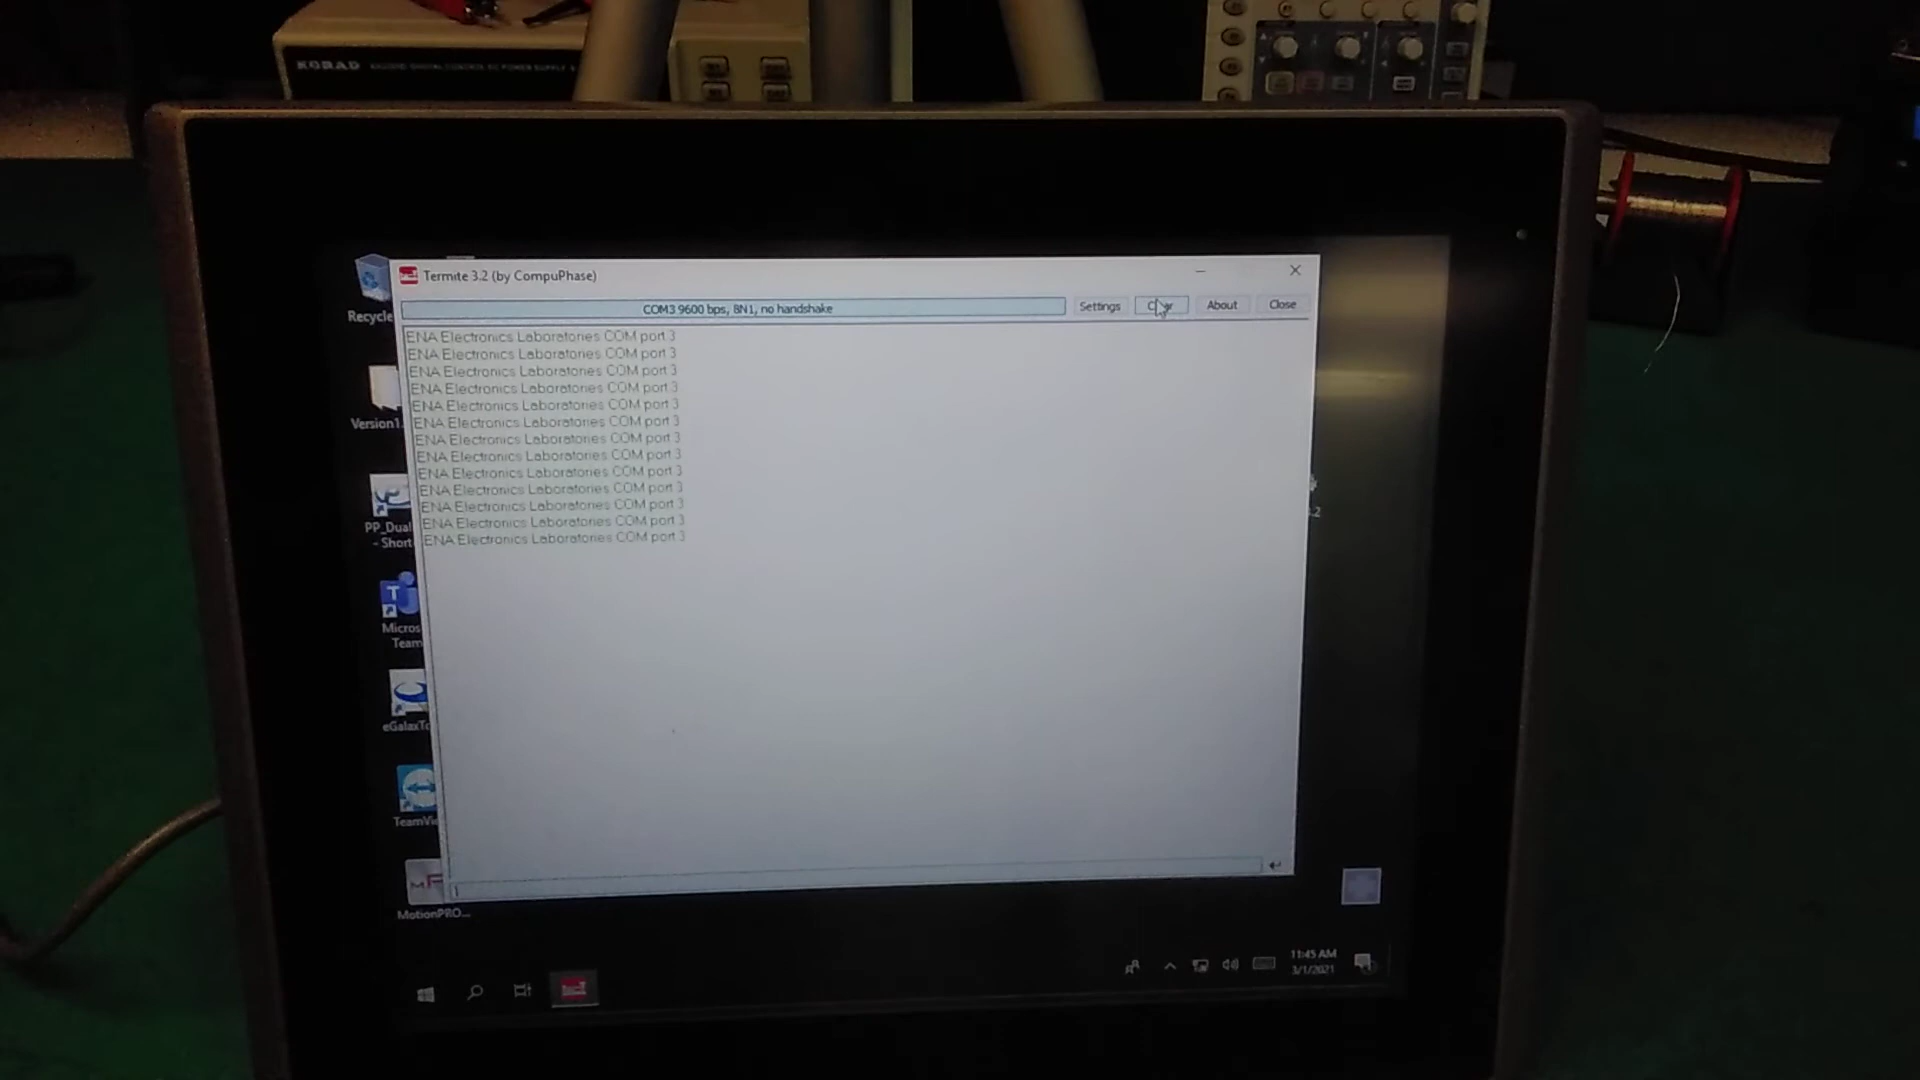 KORAD
Termite 3.2 (by CompuPhase)
COM3 9600 bps, 8N1, no handshake
Settings
About
Close
Recycle
ENA Electronics Laboratories COM port 3
ENA Electronics Laboratories COM port 3
ENA Electronics Laboratories COM port 3
ENA Electronics Laboratories COM port 3
ENA Electronics Laboratories COM port 3
ENA Electronics Laboratories COM port 3
ENA Electronics Laboratories COM port 3
ENA Electronics Laboratories COM port 3
ENA Electronics Laboratories COM port 3
ENA Electronics Laboratories COM port 3
ENA Electronics Laboratories COM port 3
ENA Electronics Laboratories COM port 3
ENA Electronics Laboratories COM port 3
Version1.
PP_Dual
- Short
Micros
Team
eGalaxTo
TeamVie
MotionPRO...
11:45 AM
3/1/2021